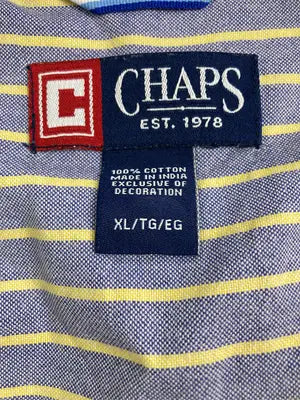 C
CHAPS
EST. 1978
100% COTTON
MADE IN INDIA
EXCLUSIVE OF
DECORATION
XL/TG/EG